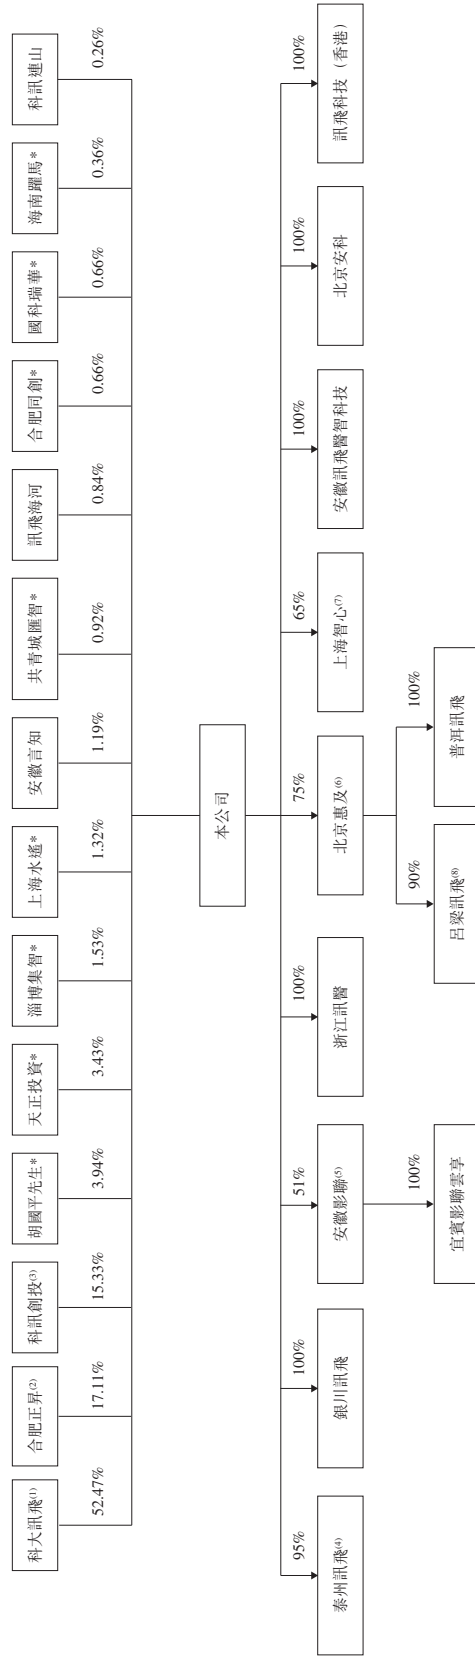 科大訊飛(1)
合肥正昇(2)
科訊創投(3)
胡國平先生*
天正投資*
淄博集智*
上海水遙*
安徽言知
共青城匯智*
訊飛海河
合肥同創*
國科瑞華*
海南躍馬*
科訊連山
52.47%
17.11%
15.33%
3.94%
3.43%
1.53%
1.32%
1.19%
0.92%
0.84%
0.66%
0.66%
0.36%
0.26%
本公司
95%
100%
51%
100%
75%
65%
100%
100%
100%
泰州訊飛(4)
銀川訊飛
安徽影聯(5)
浙江訊醫
北京惠及(6)
上海智心(7)
安徽訊飛醫智科技
北京安科
訊飛科技（香港）
100%
90%
100%
宜賓影聯雲享
呂梁訊飛(8)
普洱訊飛